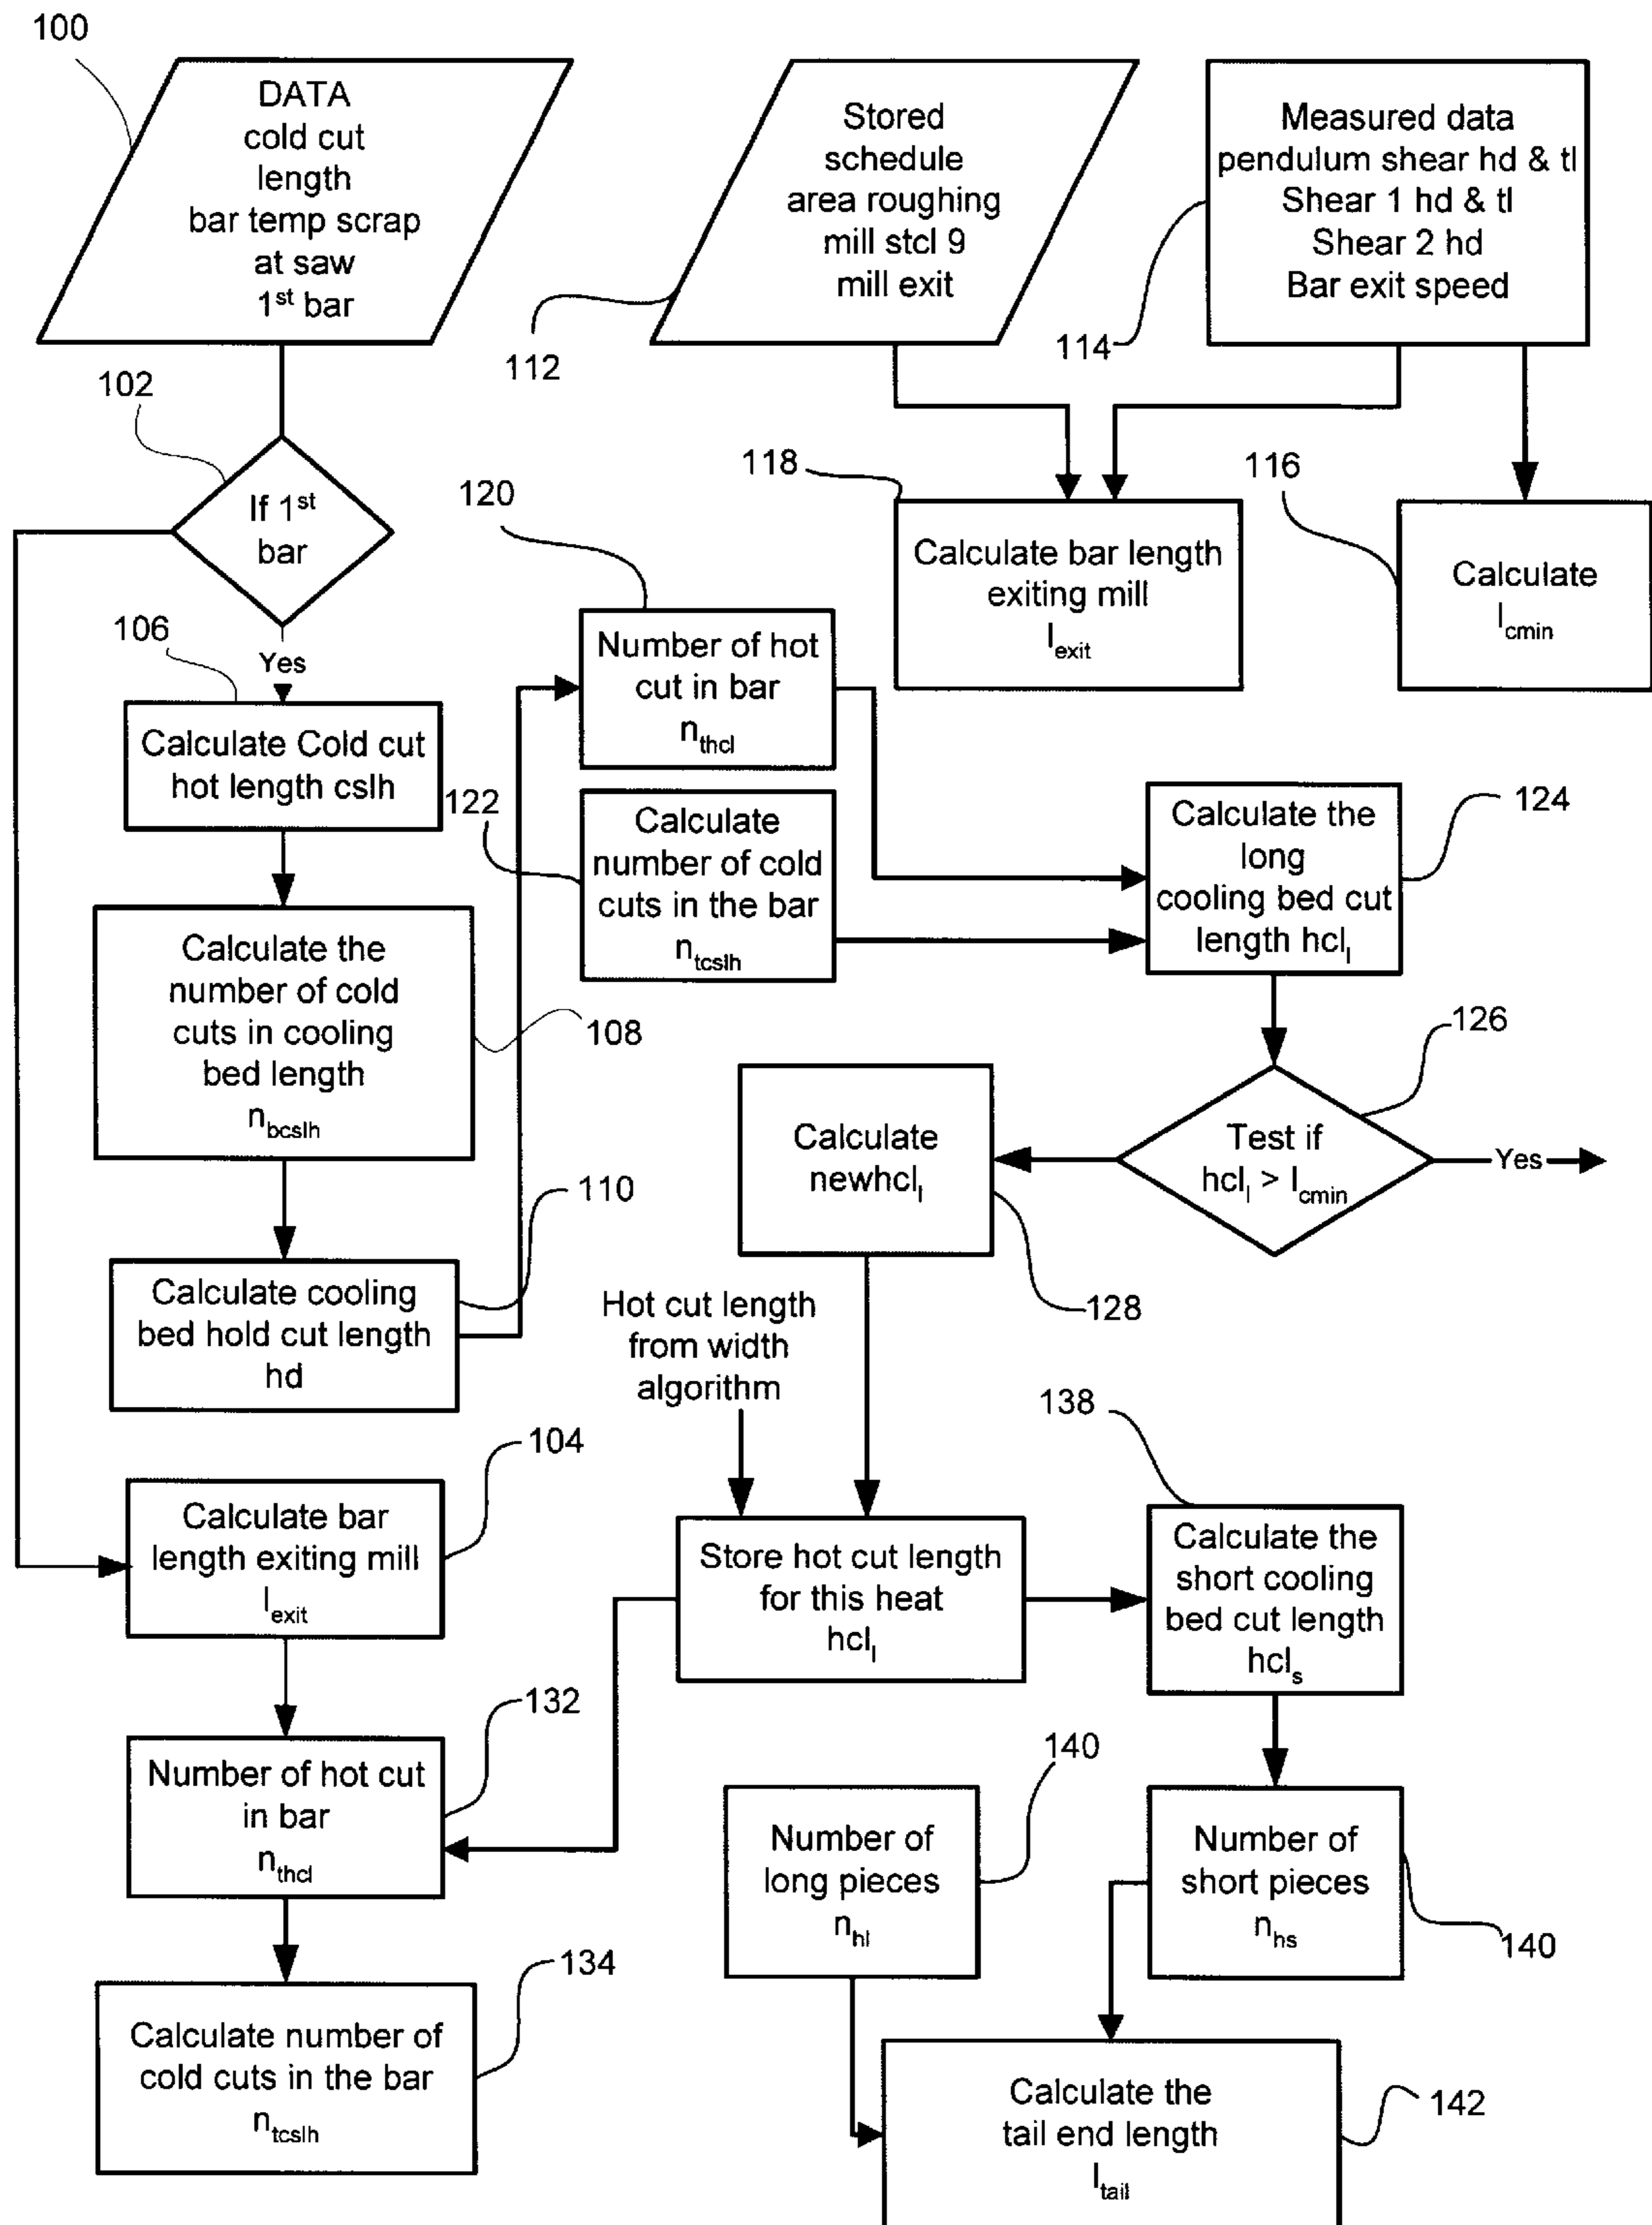 100
DATA
cold cut
length
bar temp scrap
at saw
1st bar
Stored
schedule
area roughing
mill stcl 9
mill exit
112
Measured data
pendulum shear hd & tl
Shear 1 hd & tl
Shear 2 hd
Bar exit speed
114
102
If 1st
bar
Yes
118
Calculate bar length
exiting mill
lexit
116
Calculate
lcmin
120
Number of hot
cut in bar
nthcl
106
Calculate Cold cut
hot length cslh
122
Calculate
number of cold
cuts in the bar
ntcslh
Calculate the
long
cooling bed cut
length hcll
124
Calculate the
number of cold
cuts in cooling
bed length
nbcslh
108
126
Test if
hcll > lcmin
Yes
Calculate
newhcll
128
110
Calculate cooling
bed hold cut length
hd
Hot cut length
from width
algorithm
104
Calculate bar
length exiting mill
lexit
Store hot cut length
for this heat
hcll
138
Calculate the
short cooling
bed cut length
hcls
132
Number of hot cut
in bar
nthcl
140
Number of
long pieces
nhl
Number of
short pieces
nhs
140
134
Calculate number of
cold cuts in the bar
ntcslh
Calculate the
tail end length
ltail
142